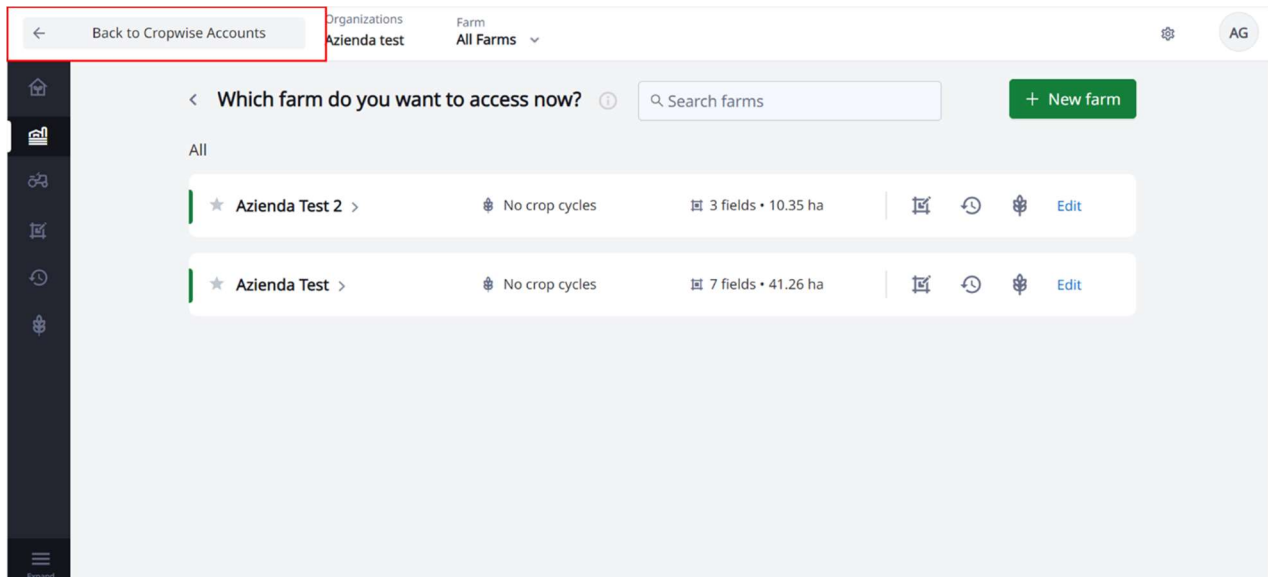 Back to Cropwise Accounts
Organizations
Azienda test
Farm
All Farms
AG
Which farm do you want to access now?
Search farms
+ New farm
All
Azienda Test 2 >
No crop cycles
3 fields • 10.35 ha
Edit
Azienda Test >
No crop cycles
7 fields • 41.26 ha
Edit
Expand